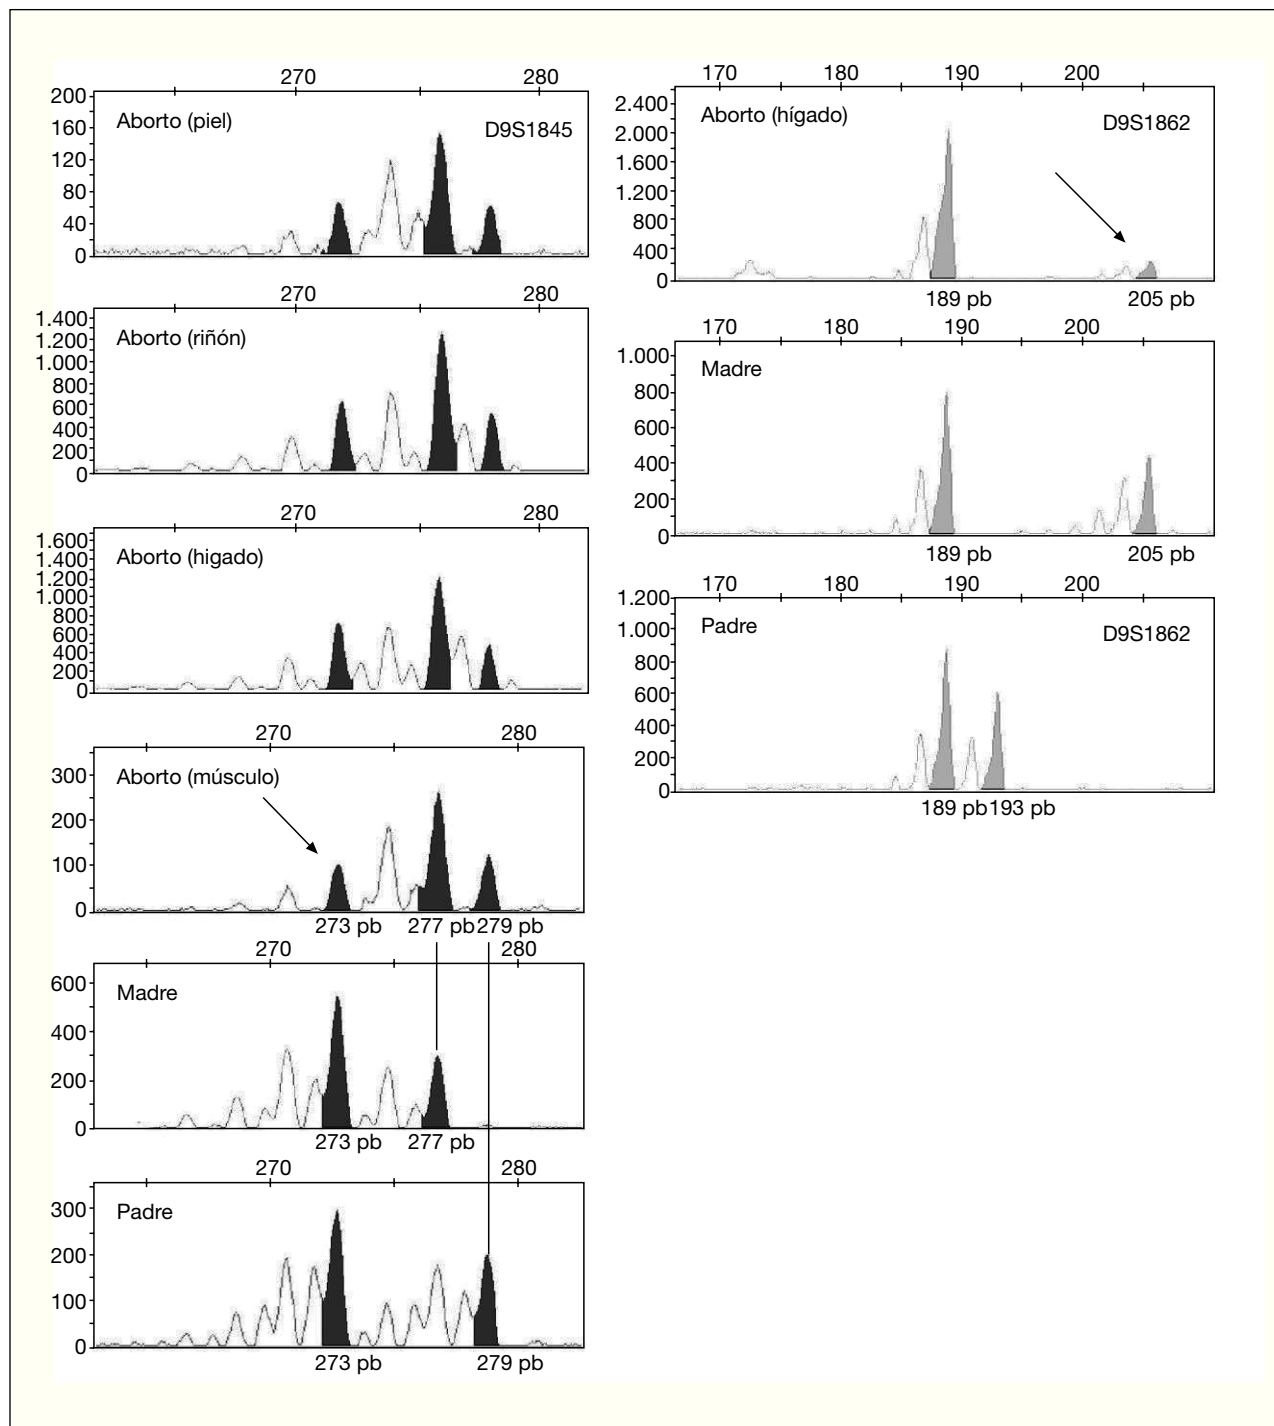 270 280
200
160
120
80
40
0
Aborto (piel)
D9S1845
270 280
1.400
1.200
1.000
800
600
400
200
0
Aborto (riñón)
270 280
1.600
1.400
1.200
1.000
800
600
400
200
0
Aborto (higado)
270 280
300
200
100
0
Aborto (músculo)
273 pb 277 pb 279 pb
270 280
600
400
200
0
Madre
273 pb 277 pb
270 280
300
200
100
0
Padre
273 pb 279 pb
170 180 190 200
2.400
2.000
1.600
1.200
800
400
0
Aborto (hígado)
D9S1862
189 pb 205 pb
170 180 190 200
1.000
800
600
400
200
0
Madre
189 pb 205 pb
170 180 190 200
1.200
1.000
800
600
400
200
0
Padre
D9S1862
189 pb 193 pb